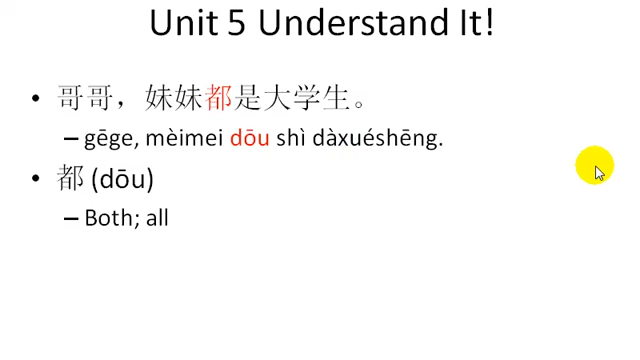 Unit 5 Understand It!
• 哥哥，妹妹都是大学生。
– gēge, mèimei dōu shì dàxuéshēng.
• 都 (dōu)
– Both; all